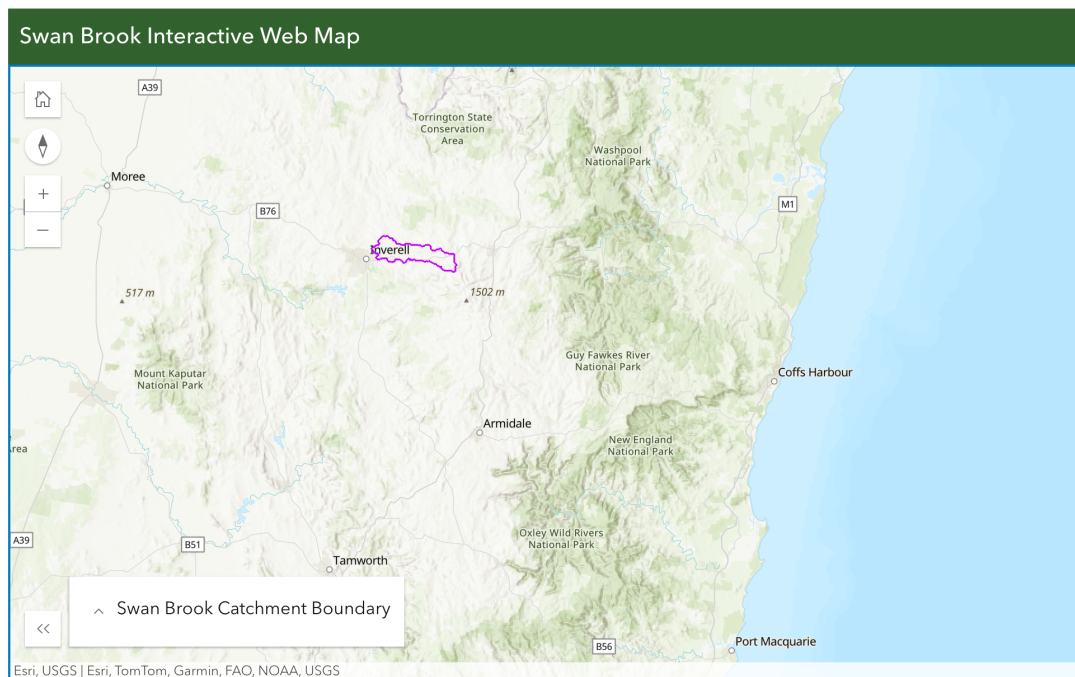 Swan Brook Interactive Web Map
A39
Torrington State
Conservation
Area
Washpool
National Park
Moree
M1
B76
Inverell
1502 m
517 m
Guy Fawkes River
National Park
Mount Kaputar
National Park
Coffs Harbour
Armidale
New England
National Park
rea
Oxley Wild Rivers
National Park
A39
B51
Tamworth
Swan Brook Catchment Boundary
B56
Port Macquarie
Esri, USGS | Esri, TomTom, Garmin, FAO, NOAA, USGS